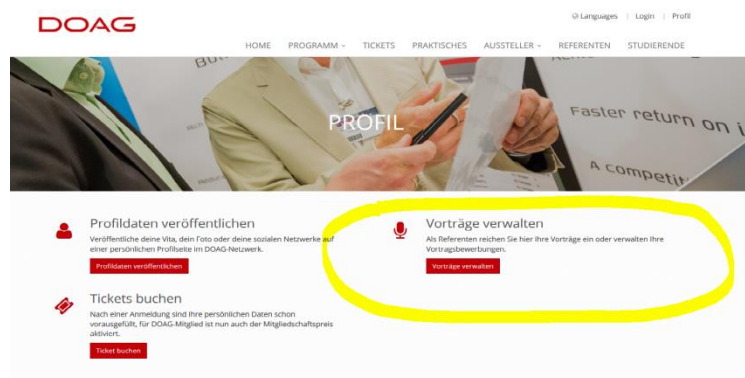 DOAG
Languages | Login | Profil
HOME PROGRAMM TICKETS PRAKTISCHES AUSSTELLER REFERENTEN STUDIERENDE
Faster return on
A competit
PROFIL
Profildaten veröffentlichen
Veröffentliche deine Vita, dein Foto oder deine sozialen Netzwerke auf
einer persönlichen Profilseite im DOAG-Netzwerk.
Profildaten veröffentlichen
Vorträge verwalten
Als Referenten reichen Sie hier Ihre Vorträge ein oder verwalten Ihre
Vortragsbewerbungen.
Vorträge verwalten
Tickets buchen
Nach einer Anmeldung sind Ihre persönlichen Daten schon
vorausgefüllt, für DOAG-Mitglied ist nun auch der Mitgliedschaftspreis
aktiviert.
Ticket buchen